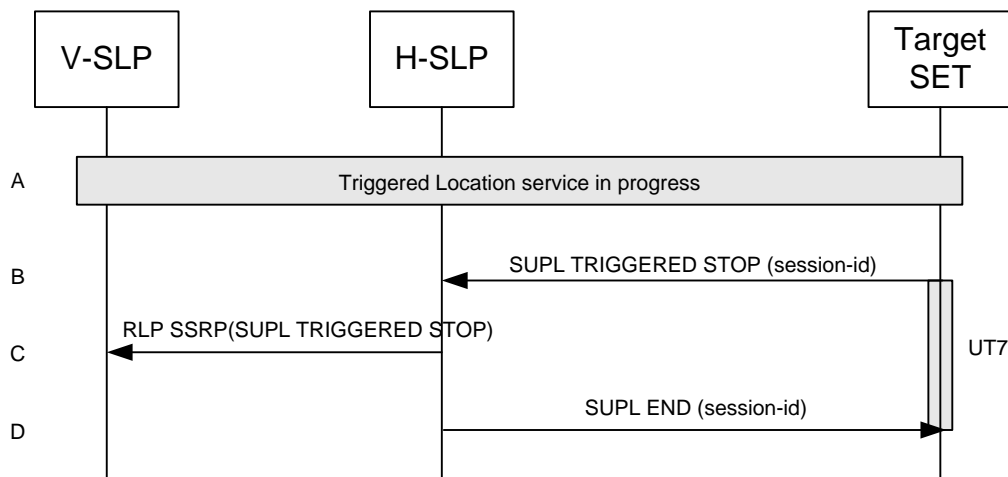 V-SLP
H-SLP
Target
SET
A
Triggered Location service in progress
B
SUPL TRIGGERED STOP (session-id)
RLP SSRP(SUPL TRIGGERED STOP)
C
UT7
SUPL END (session-id)
D